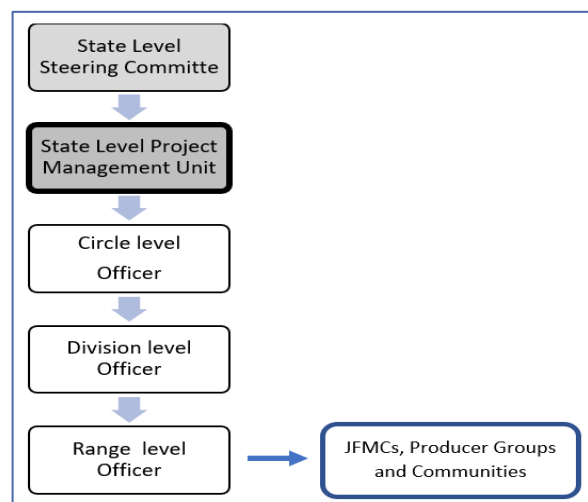 State Level
Steering Committe
State Level Project
Management Unit
Circle level
Officer
Division level
Officer
Range level
Officer
JFMCs, Producer Groups
and Communities